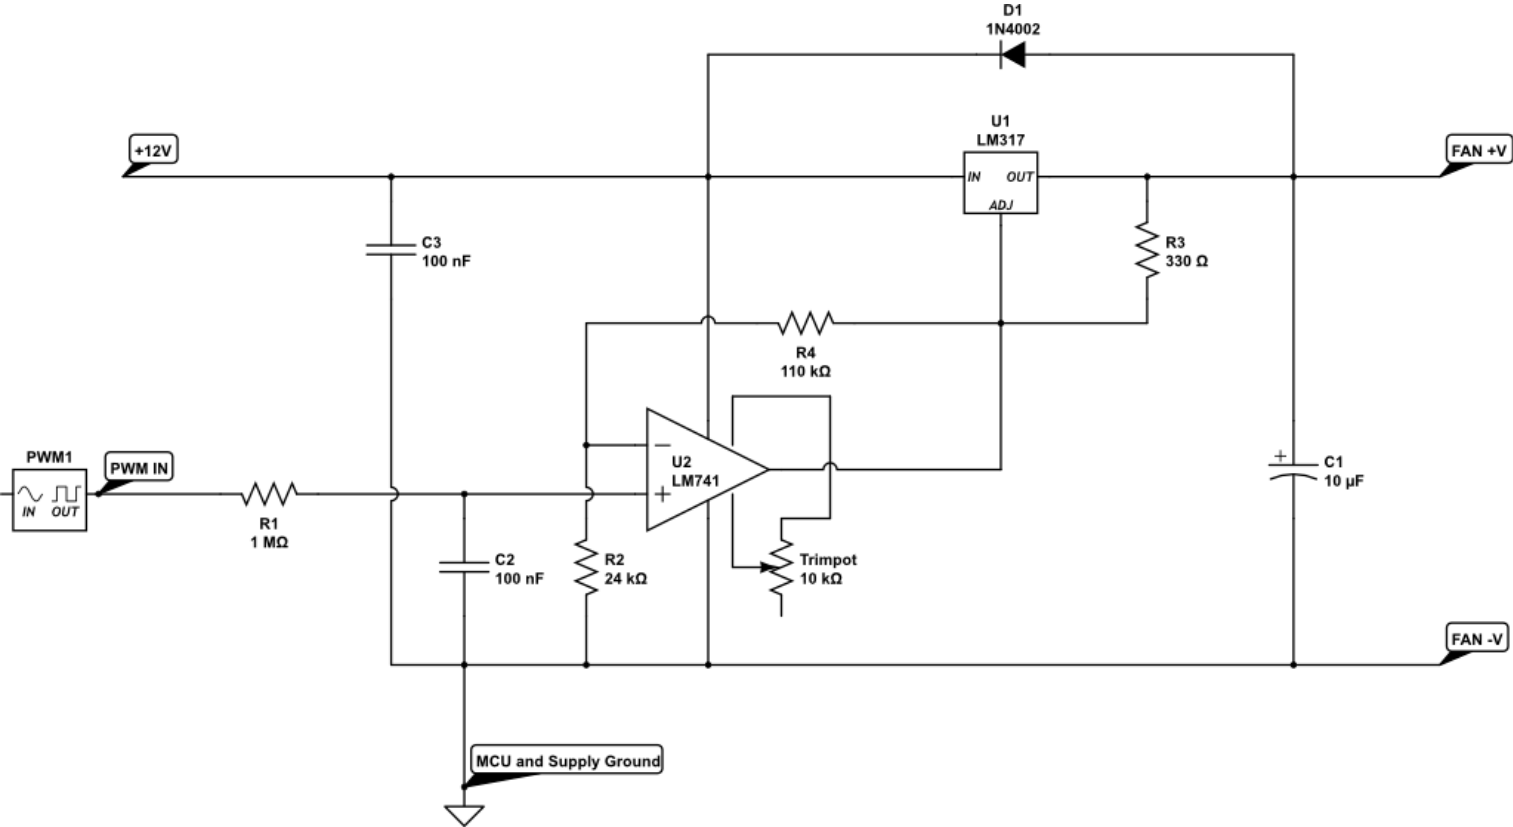 D1
1N4002
U1
LM317
+12V
FAN +V
IN OUT
ADJ
C3
100 nF
R3
330 Ω
R4
110 kΩ
PWM1
PWM IN
IN OUT
R1
1 MΩ
U2
LM741
−
+
+
C1
10 µF
C2
100 nF
R2
24 kΩ
Trimpot
10 kΩ
FAN -V
MCU and Supply Ground